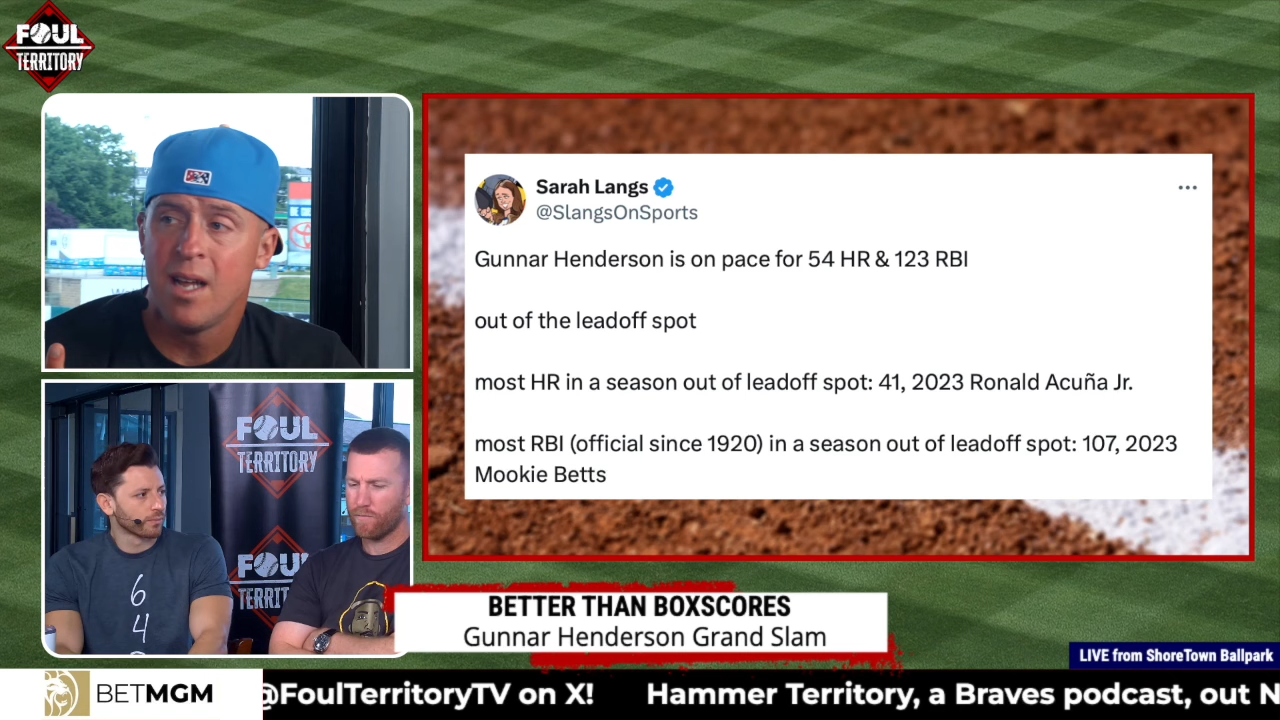 FOUL
TERRITORY
Sarah Langs
@SlangsOnSports
Gunnar Henderson is on pace for 54 HR & 123 RBI
out of the leadoff spot
most HR in a season out of leadoff spot: 41, 2023 Ronald Acuña Jr.
most RBI (official since 1920) in a season out of leadoff spot: 107, 2023
Mookie Betts
FOUL
TERRITORY
FOUL
TERRIT
6
4
BETTER THAN BOXSCORES
Gunnar Henderson Grand Slam
LIVE from ShoreTown Ballpark
BETMGM
@FoulTerritoryTV on X!
Hammer Territory, a Braves podcast, out N